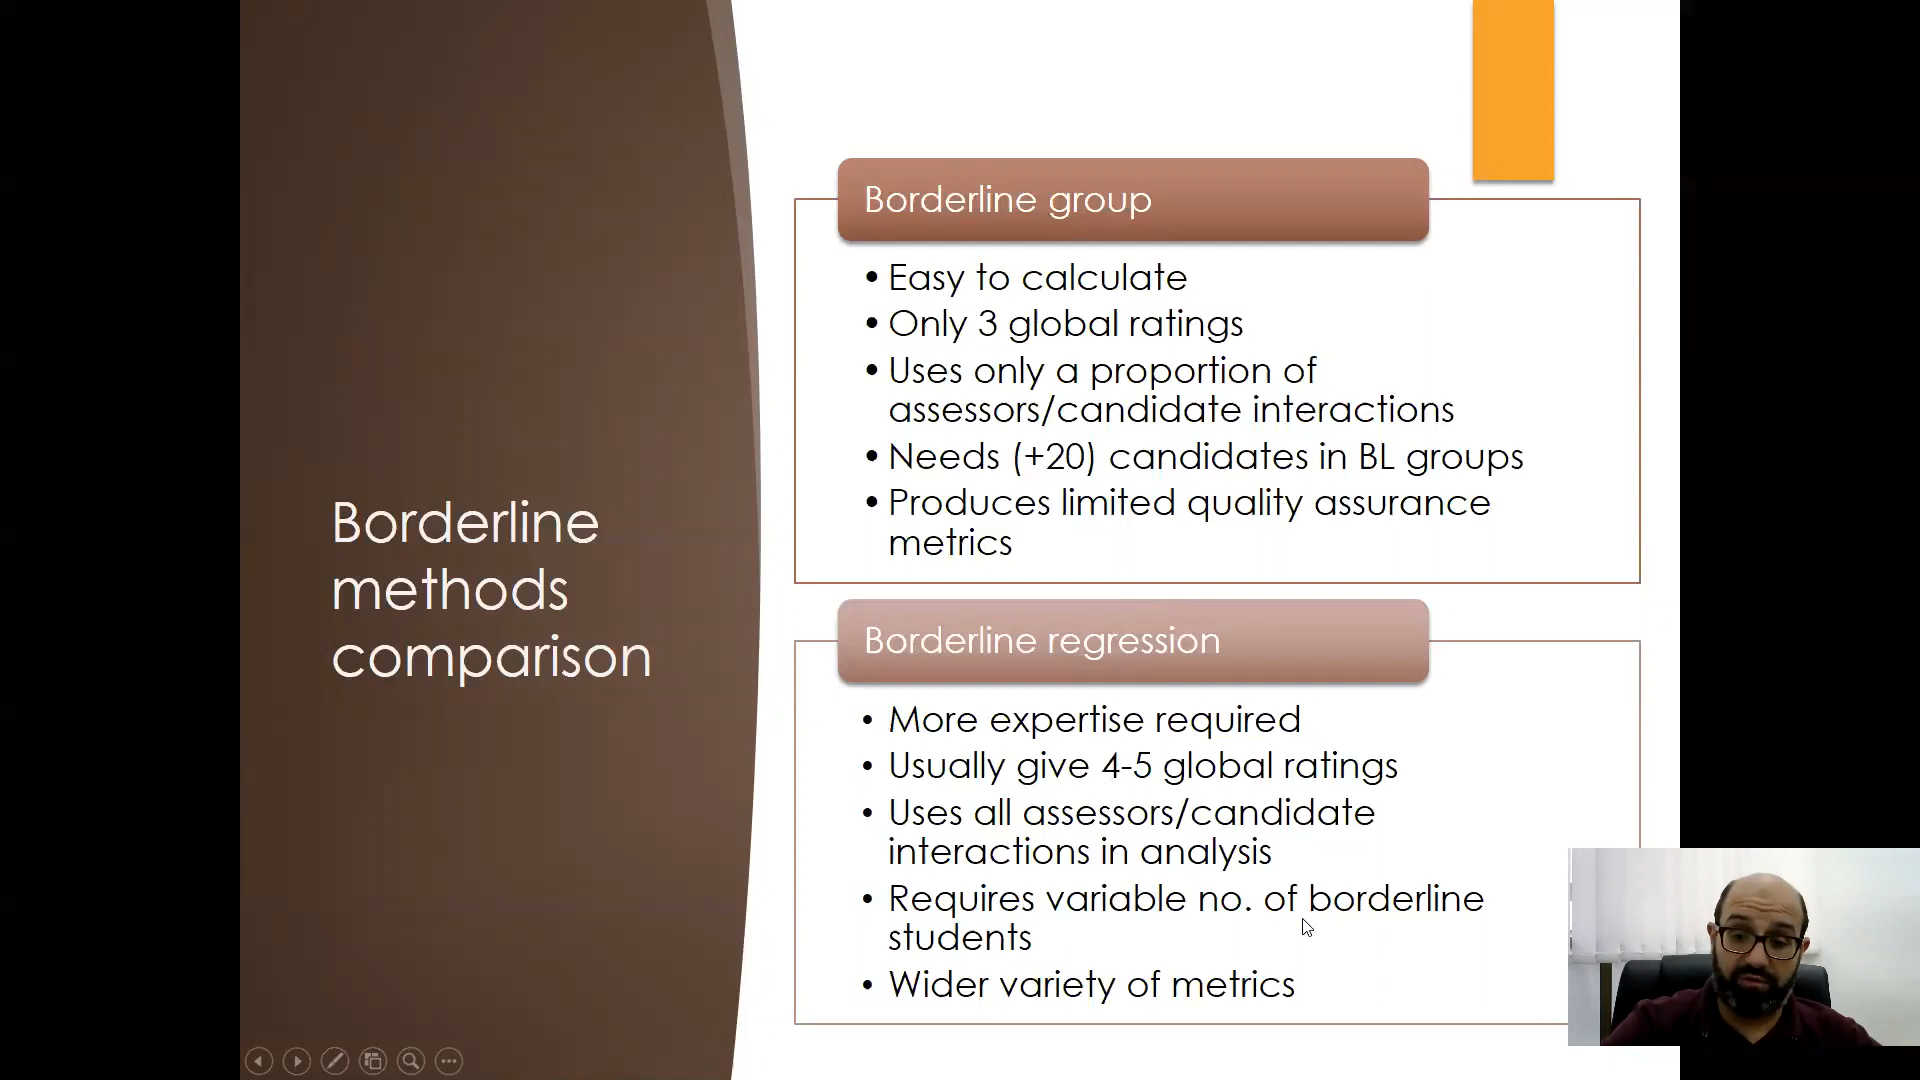 Borderline
methods
comparison
Borderline group
• Easy to calculate
• Only 3 global ratings
• Uses only a proportion of
assessors/candidate interactions
• Needs (+20) candidates in BL groups
• Produces limited quality assurance
metrics
Borderline regression
• More expertise required
• Usually give 4-5 global ratings
• Uses all assessors/candidate
interactions in analysis
• Requires variable no. of borderline
students
• Wider variety of metrics